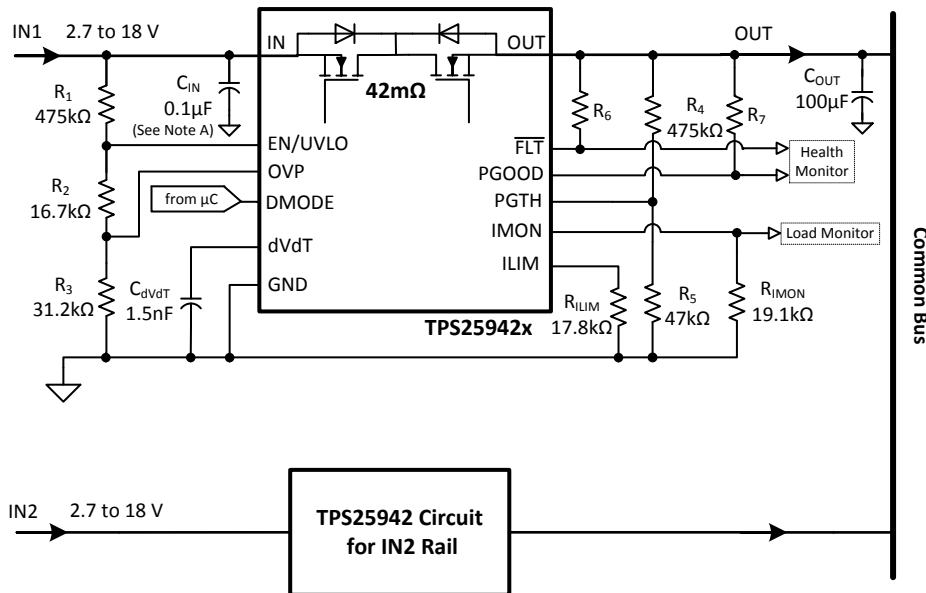 IN1
2.7 to 18 V
R1
475kΩ
CIN
0.1µF
(See Note A)
R2
16.7kΩ
R3
31.2kΩ
from µC
CdVdT
1.5nF
IN
OUT
42mΩ
EN/UVLO
OVP
DMODE
dVdT
GND
FLT
PGOOD
PGTH
IMON
ILIM
TPS25942x
OUT
R6
R4
475kΩ
R7
COUT
100µF
Health
Monitor
Load Monitor
RILIM
17.8kΩ
R5
47kΩ
RIMON
19.1kΩ
Common Bus
IN2
2.7 to 18 V
TPS25942 Circuit
for IN2 Rail